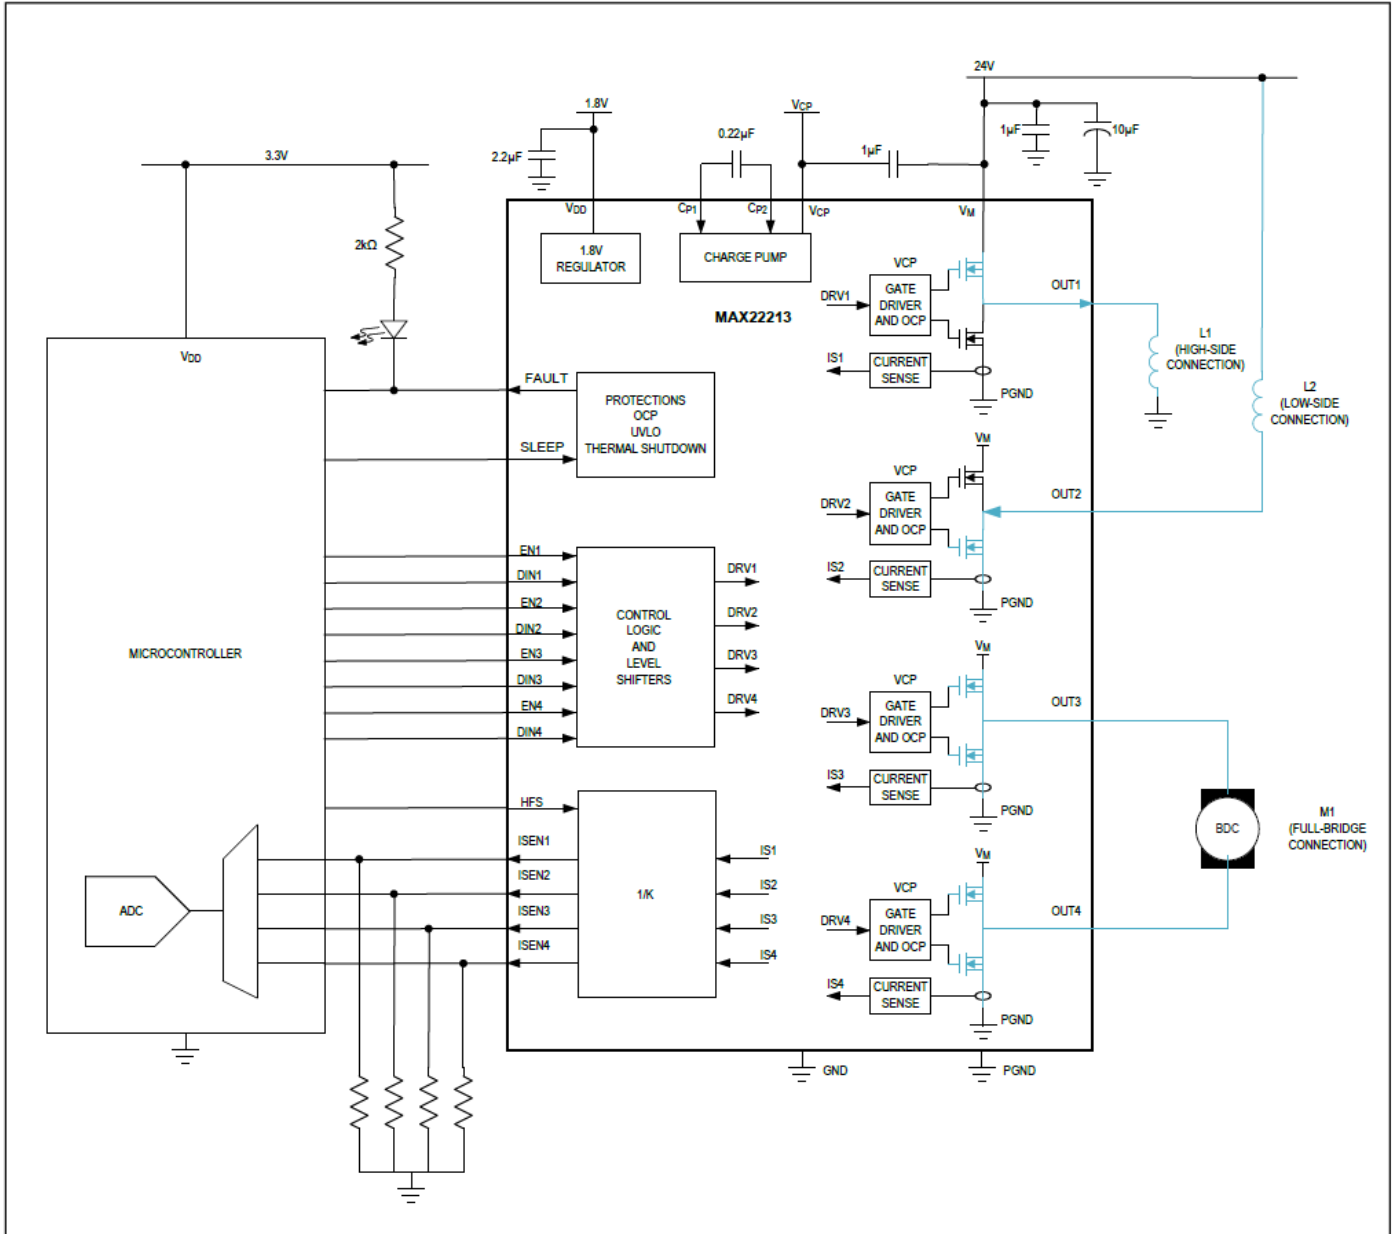 24V
1µF
10µF
1.8V
2.2µF
VCP
0.22µF
1µF
3.3V
2kΩ
VDD
CP1
CP2
VCP
VM
1.8V
REGULATOR
CHARGE PUMP
MAX22213
VCP
DRV1
GATE
DRIVER
AND OCP
OUT1
IS1
CURRENT
SENSE
PGND
L1
(HIGH-SIDE
CONNECTION)
L2
(LOW-SIDE
CONNECTION)
VDD
FAULT
SLEEP
PROTECTIONS
OCP
UVLO
THERMAL SHUTDOWN
VM
VCP
DRV2
GATE
DRIVER
AND OCP
OUT2
IS2
CURRENT
SENSE
PGND
MICROCONTROLLER
EN1
DIN1
EN2
DIN2
EN3
DIN3
EN4
DIN4
CONTROL
LOGIC
AND
LEVEL
SHIFTERS
DRV1
DRV2
DRV3
DRV4
VM
VCP
DRV3
GATE
DRIVER
AND OCP
OUT3
IS3
CURRENT
SENSE
PGND
BDC
M1
(FULL-BRIDGE
CONNECTION)
HFS
ISEN1
ISEN2
ISEN3
ISEN4
1/K
IS1
IS2
IS3
IS4
ADC
VM
VCP
DRV4
GATE
DRIVER
AND OCP
OUT4
IS4
CURRENT
SENSE
PGND
GND
PGND